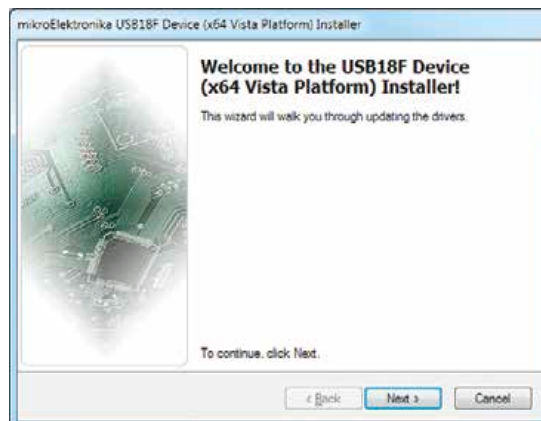 mikroElektronika USB18F Device (x64 Vista Platform) Installer
Welcome to the USB18F Device
(x64 Vista Platform) Installer!
This wizard will walk you through updating the drivers.
To continue, click Next.
< Back Next > Cancel